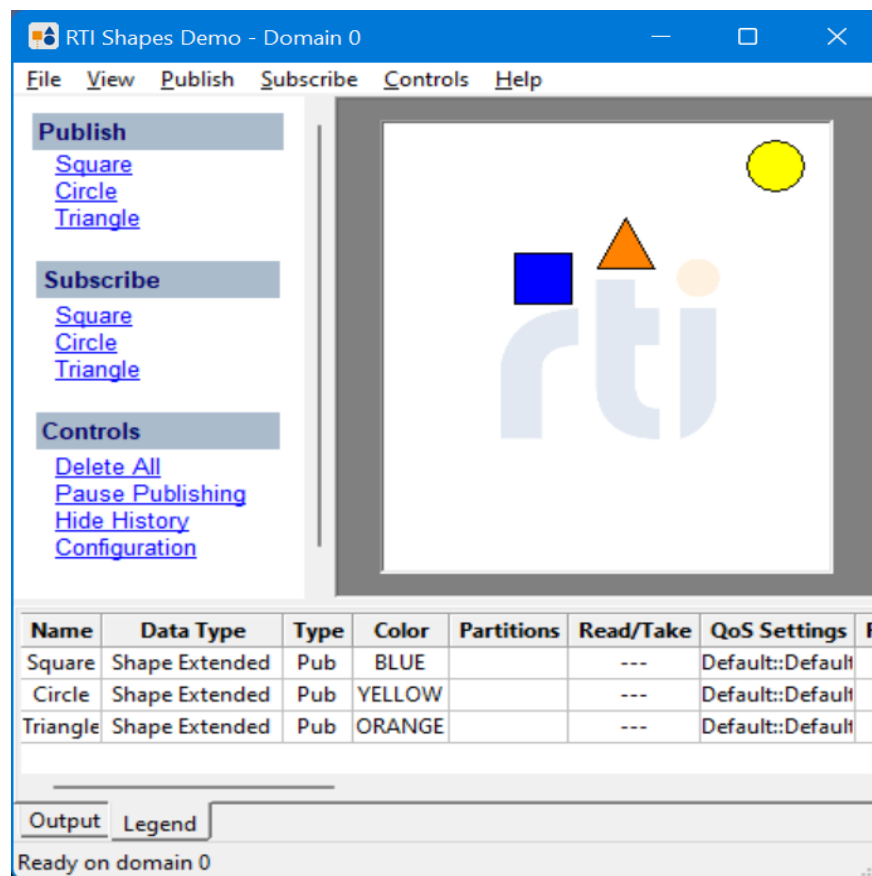 RTI Shapes Demo - Domain 0
File View Publish Subscribe Controls Help
Publish
Square
Circle
Triangle
Subscribe
Square
Circle
Triangle
Controls
Delete All
Pause Publishing
Hide History
Configuration
rti
Name Data Type Type Color Partitions Read/Take QoS Settings
Square Shape Extended Pub BLUE --- Default::Default
Circle Shape Extended Pub YELLOW --- Default::Default
Triangle Shape Extended Pub ORANGE --- Default::Default
Output Legend
Ready on domain 0